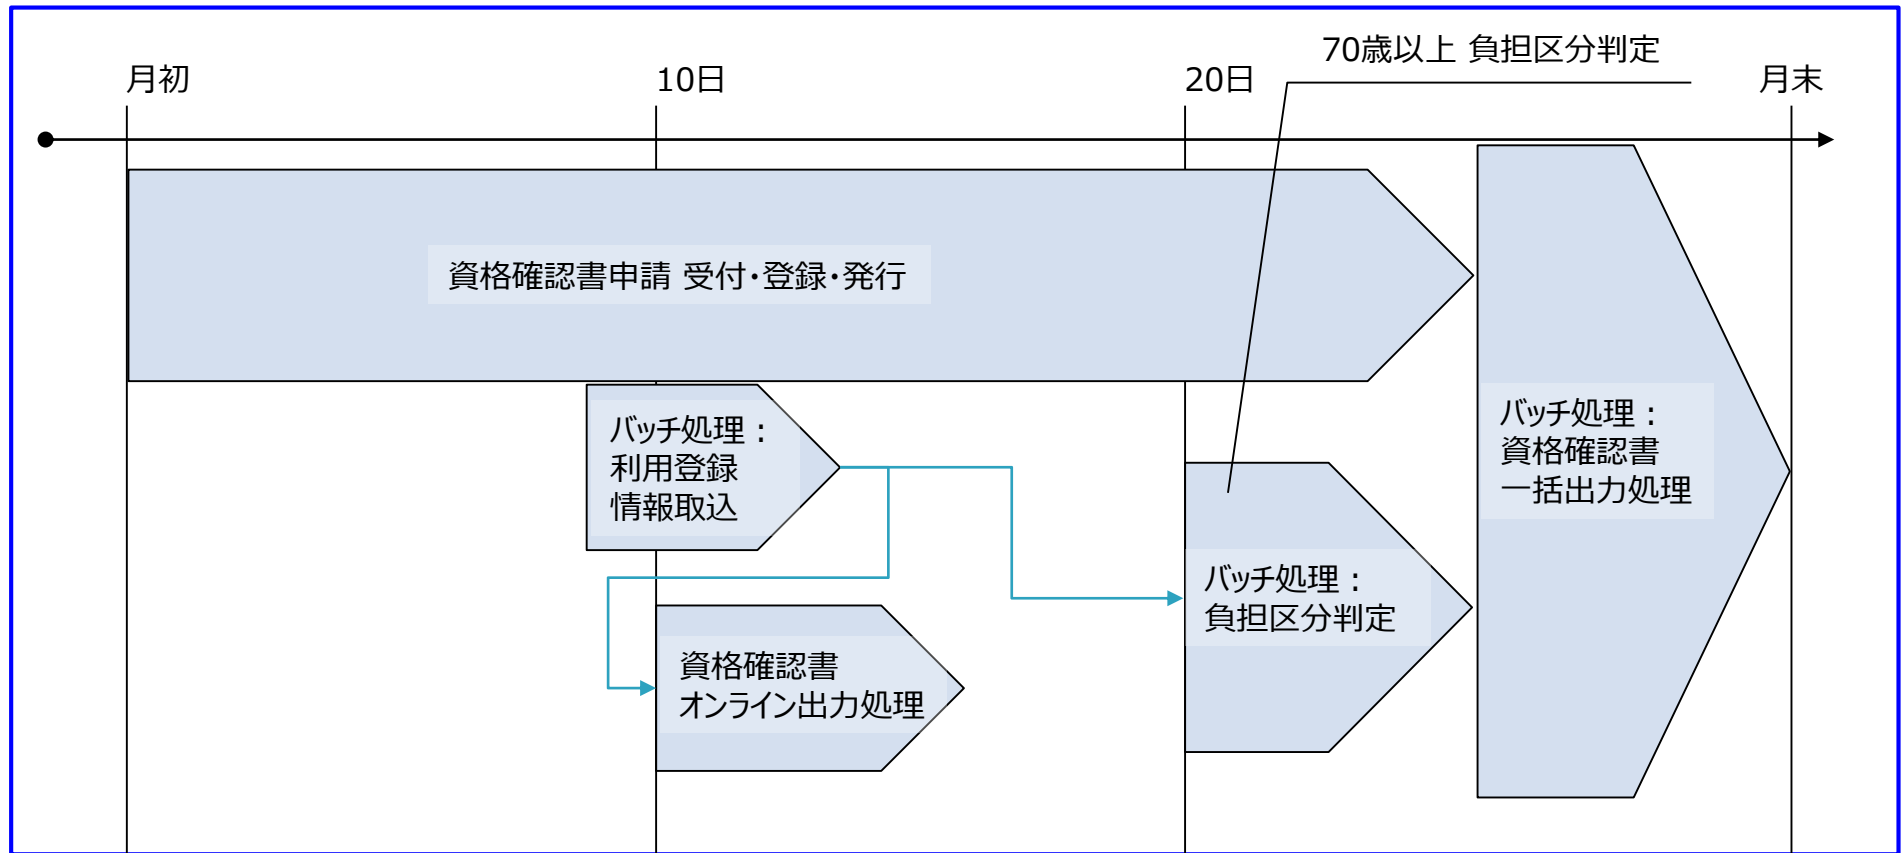 70歳以上 負担区分判定
月初
10日
20日
月末
資格確認書申請 受付・登録・発行
バッチ処理：
利用登録
情報取込
バッチ処理：
資格確認書
一括出力処理
バッチ処理：
負担区分判定
資格確認書
オンライン出力処理